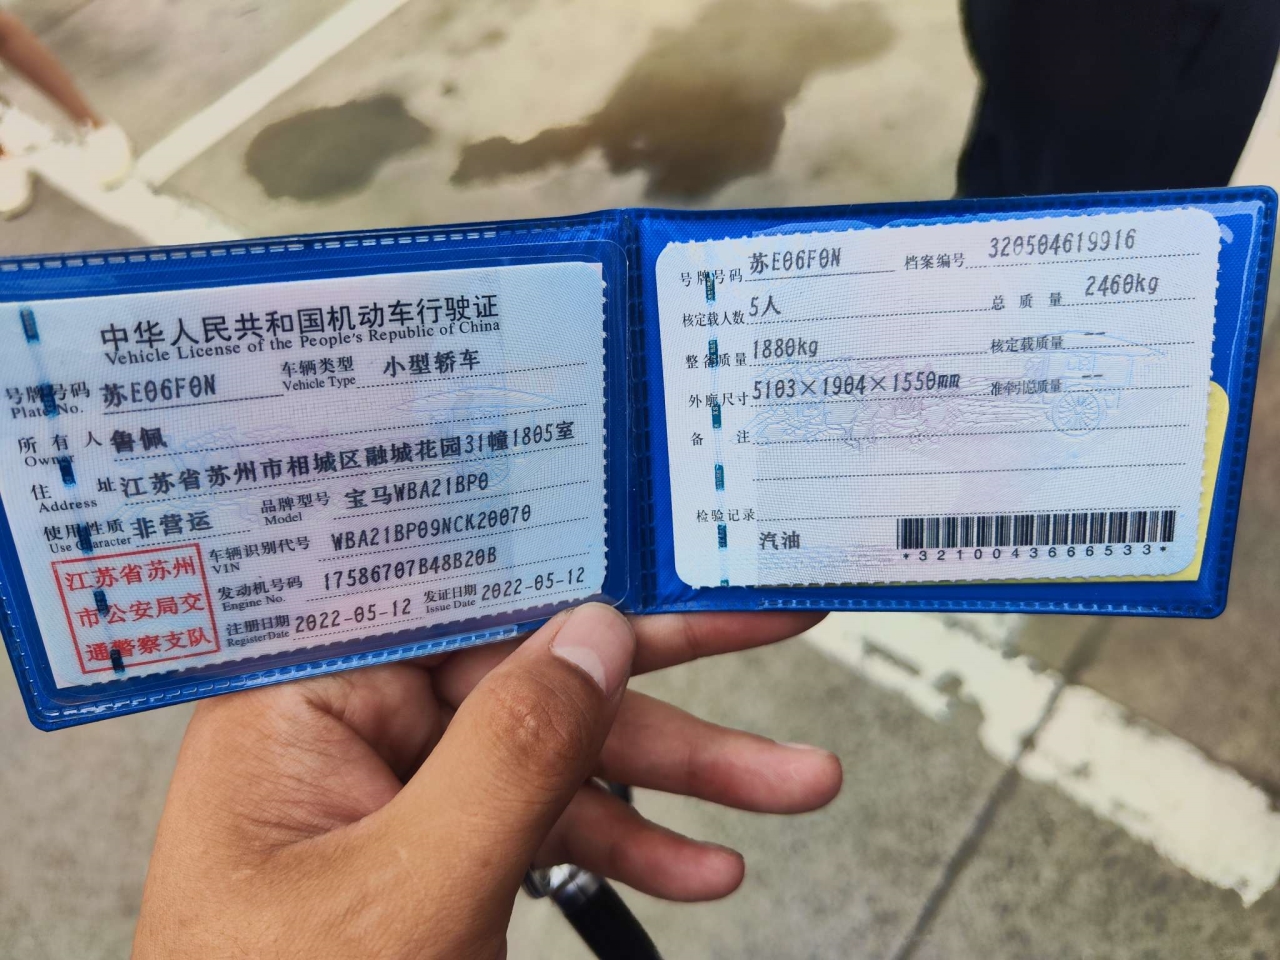 中华人民共和国机动车行驶证
Vehicle License of the People's Republic of China
号牌号码 苏E06F0N 车辆类型 小型轿车
Plate No. Vehicle Type
所有人 鲁佩
Owner
住址 江苏省苏州市相城区融城花园31幢1805室
Address
使用性质 非营运 品牌型号 宝马WBA21BP0
Use Character Model
江苏省苏州
市公安局交
通警察支队
车辆识别代号 WBA21BP09NCK20070
VIN
发动机号码 17586707B48B20B
Engine No.
注册日期 2022-05-12 发证日期 2022-05-12
Register Date Issue Date
号牌号码 苏E06F0N 档案编号 320504619916
核定载人数 5人 总质量 2460kg
整备质量 1880kg 核定载质量 --
外廓尺寸 5103×1904×1550mm 准牵引总质量 --
备注
检验记录
汽油
*3210043666533*